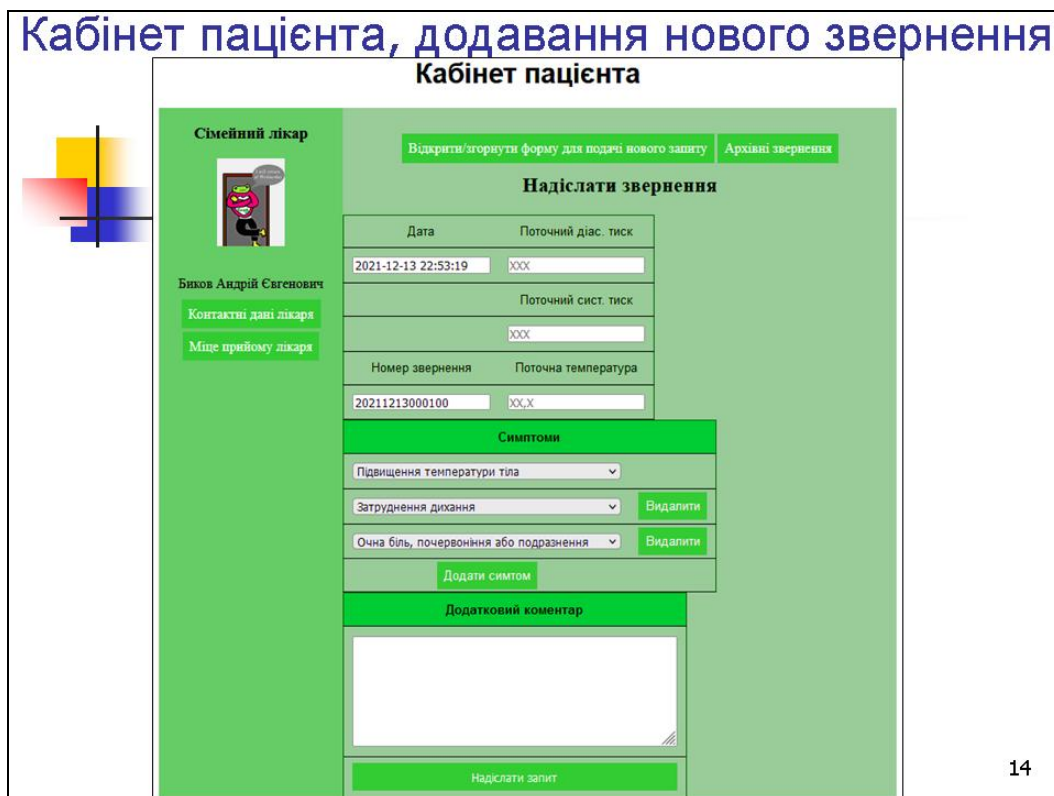 Кабінет пацієнта, додавання нового звернення
Кабінет пацієнта
Сімейний лікар
Биков Андрій Євгенович
Контактні дані лікаря
Міце прийому лікаря
Відкрити/згорнути форму для подачі нового запиту Архівні звернення
Надіслати звернення
Дата Поточний діас. тиск
2021-12-13 22:53:19 XXX
Поточний сист. тиск
XXX
Номер звернення Поточна температура
20211213000100 XX,X
Симптоми
Підвищення температури тіла
Затруднення дихання Видалити
Очна біль, почервоніння або подразнення Видалити
Додати симтом
Додатковий коментар
Надіслати запит
14